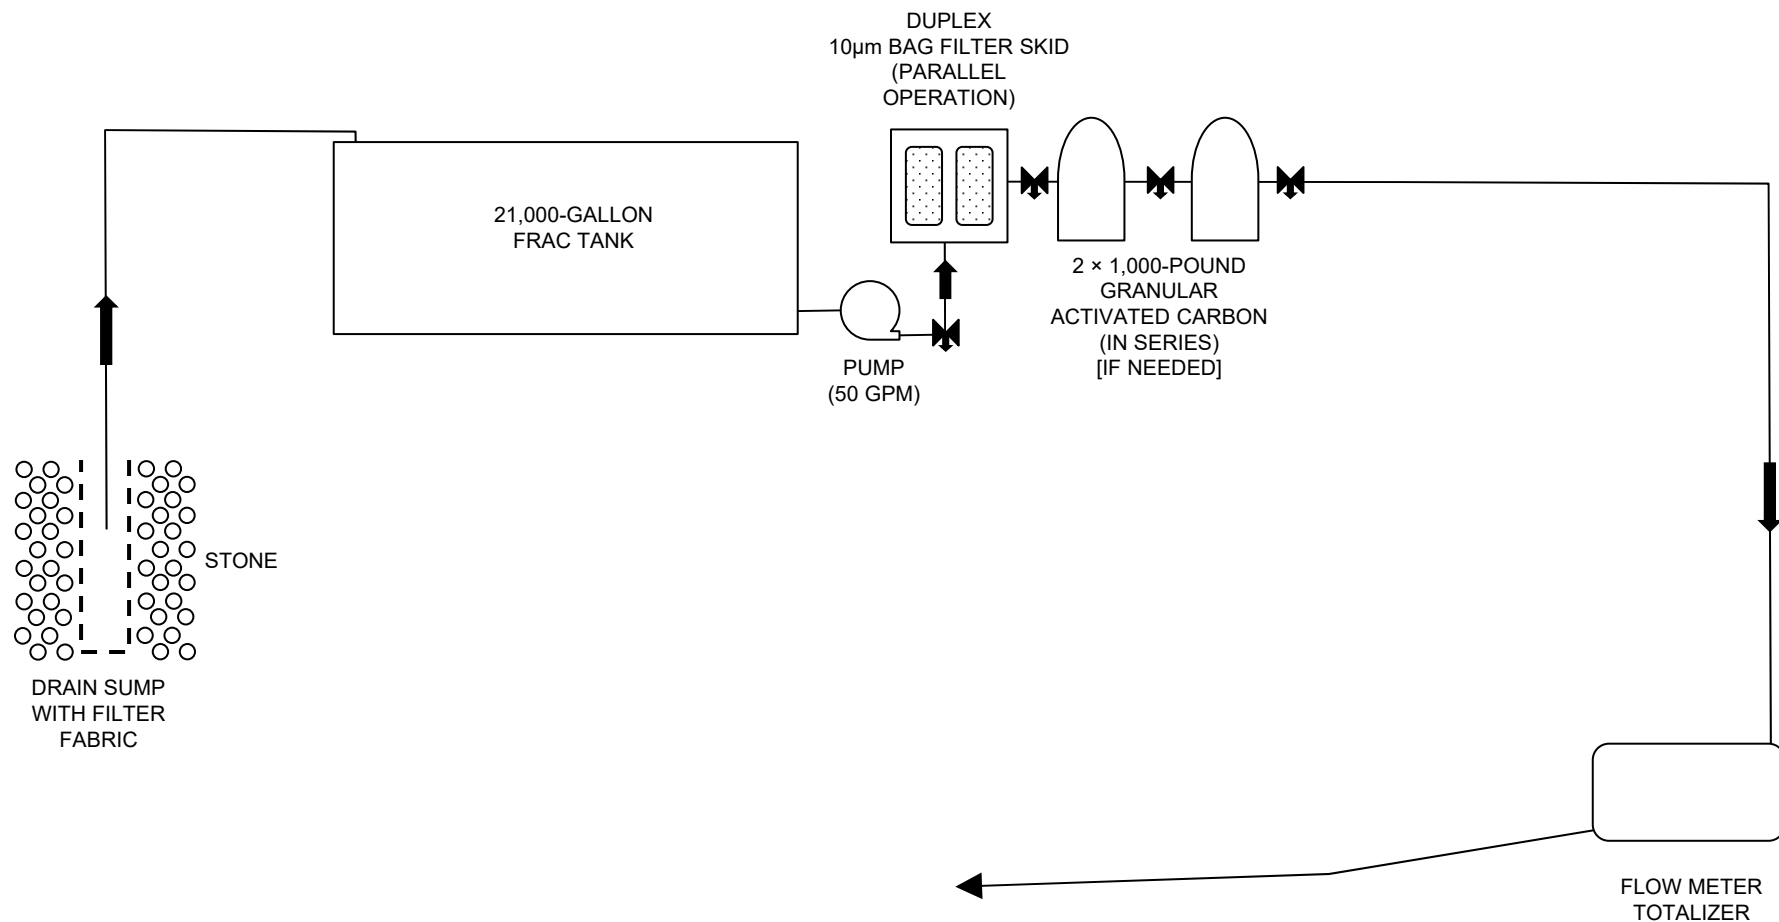 DUPLEX
10µm BAG FILTER SKID
(PARALLEL
OPERATION)
21,000-GALLON
FRAC TANK
2 × 1,000-POUND
GRANULAR
ACTIVATED CARBON
(IN SERIES)
[IF NEEDED]
PUMP
(50 GPM)
STONE
DRAIN SUMP
WITH FILTER
FABRIC
FLOW METER
TOTALIZER